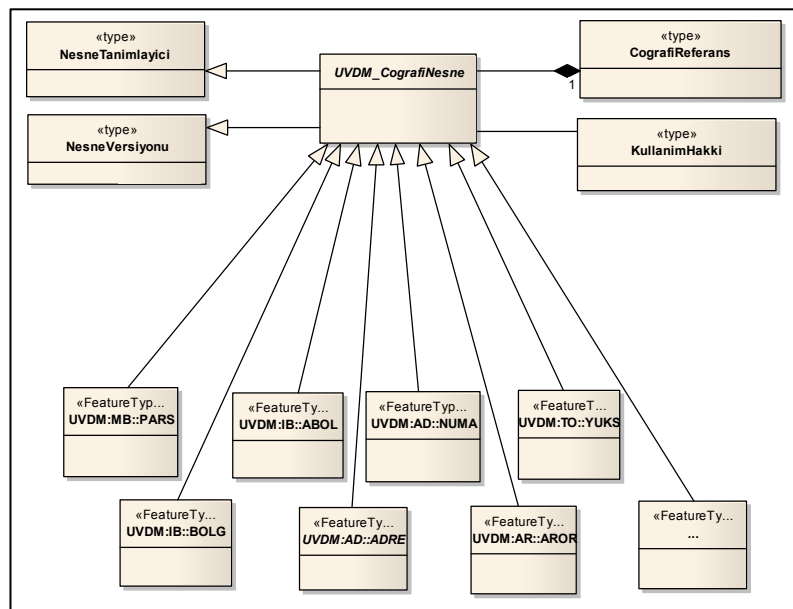 «type»
NesneTanimlayici
UVDM_CografiNesne
«type»
CografiReferans
1
«type»
NesneVersiyonu
«type»
KullanimHakki
«FeatureTyp...
UVDM:MB::PARS
«FeatureTy...
UVDM:IB::ABOL
«FeatureTy...
UVDM:AD::NUMA
«FeatureT...
UVDM:TO::YUKS
«FeatureTy...
UVDM:IB::BOLG
«FeatureTy...
UVDM:AD::ADRE
«FeatureTy...
UVDM:AR::AROR
«FeatureTy...
...